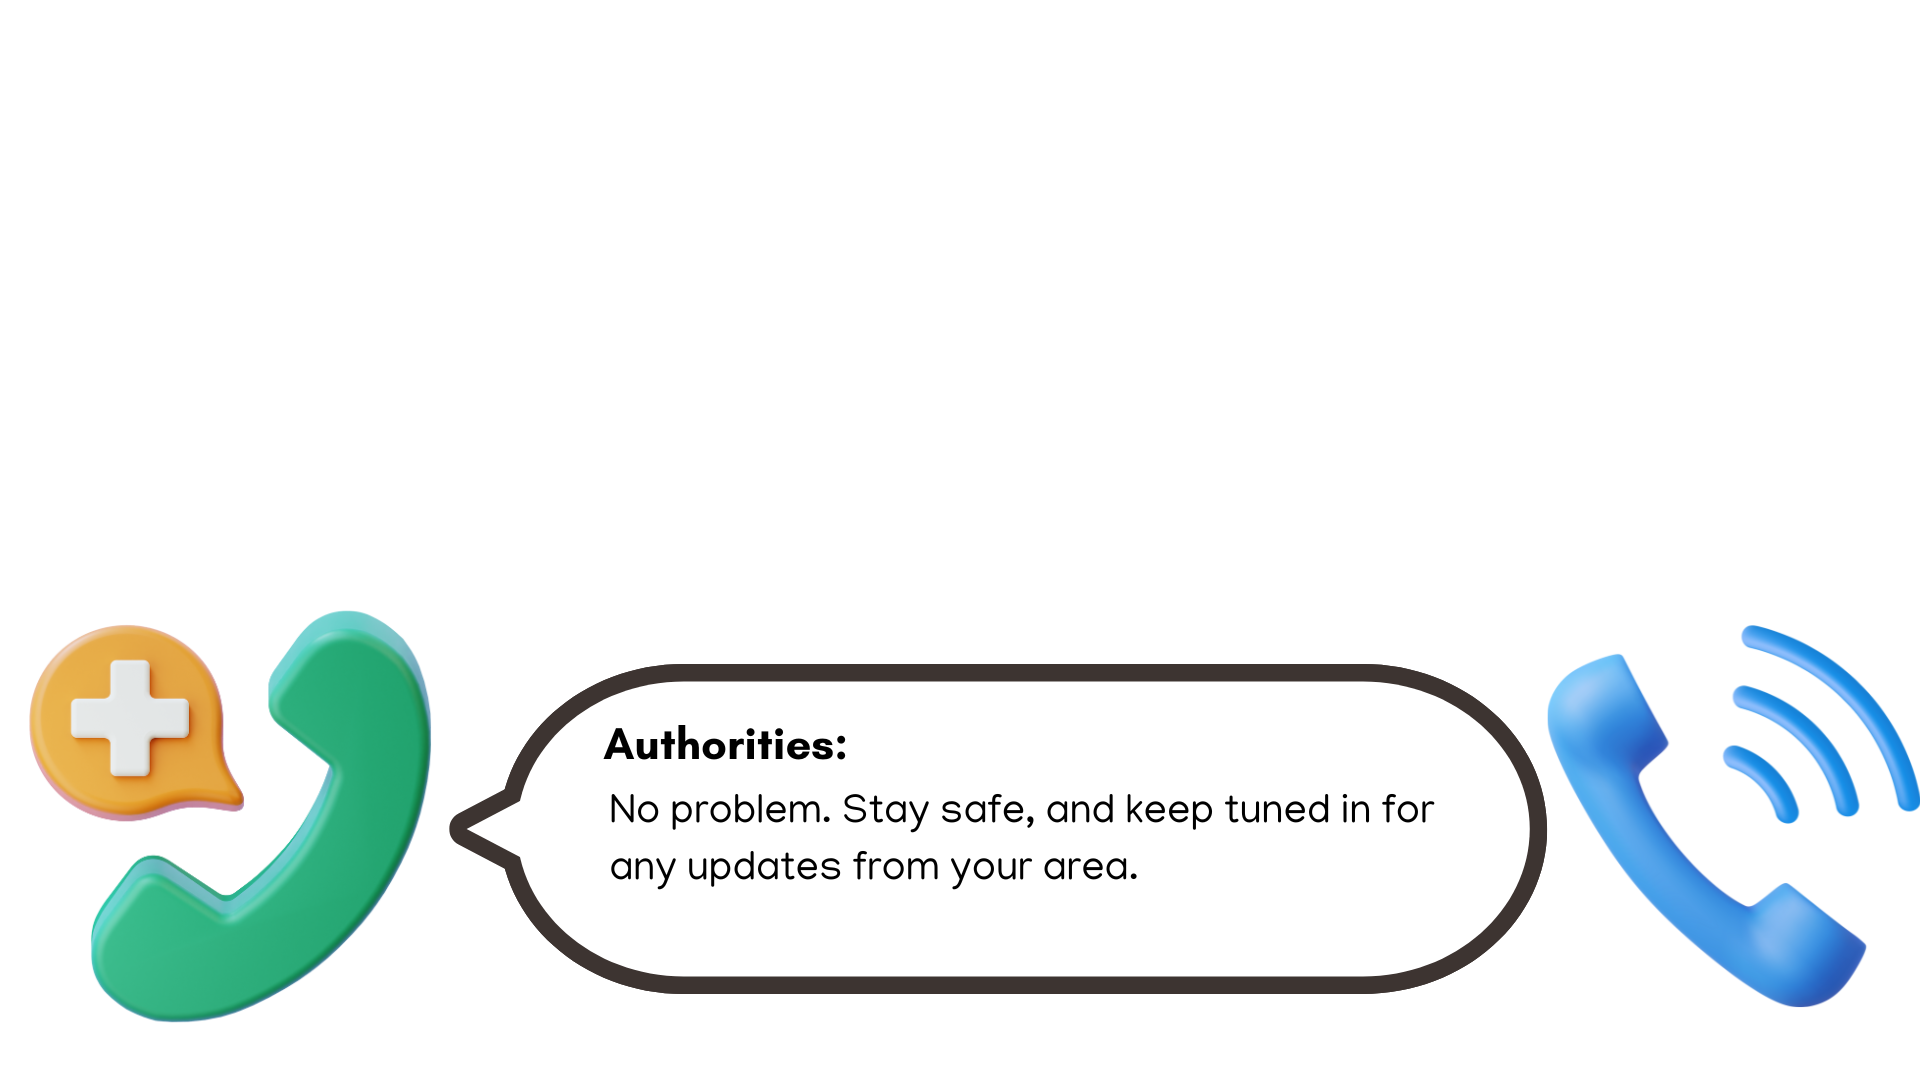 Authorities:
No problem. Stay safe, and keep tuned in for
any updates from your area.